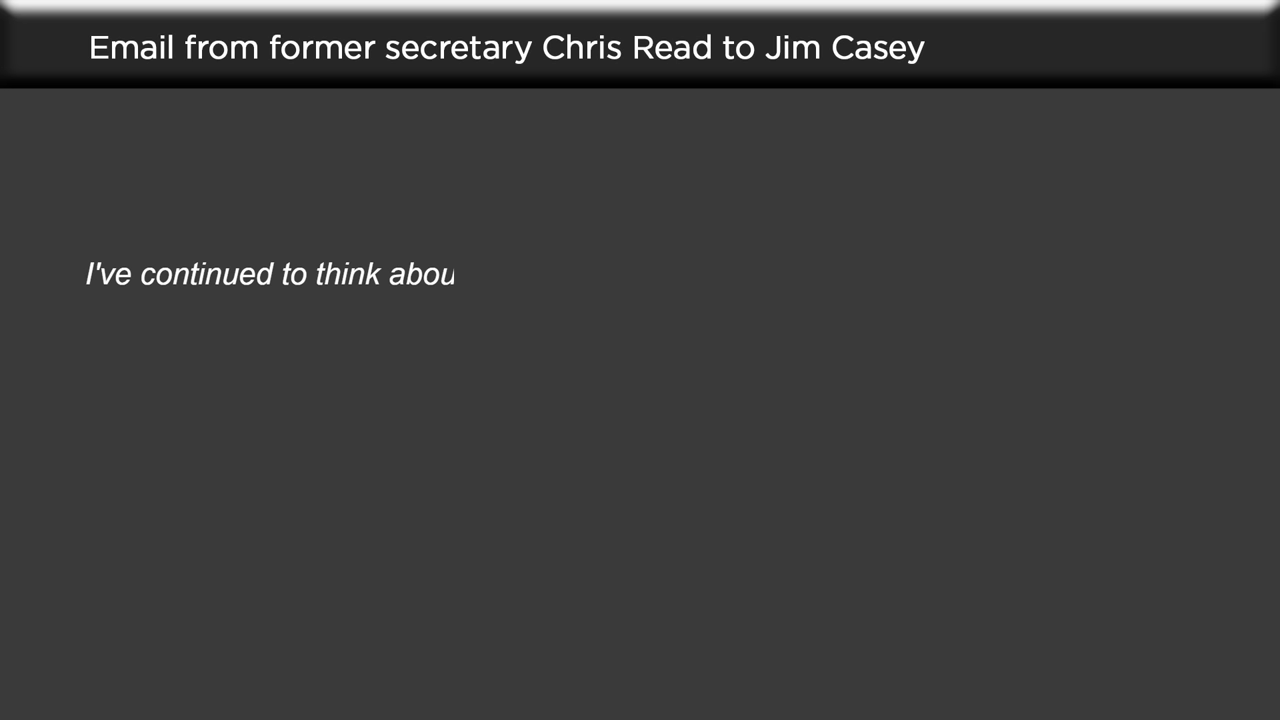 Email from former secretary Chris Read to Jim Casey
I've continued to think abou